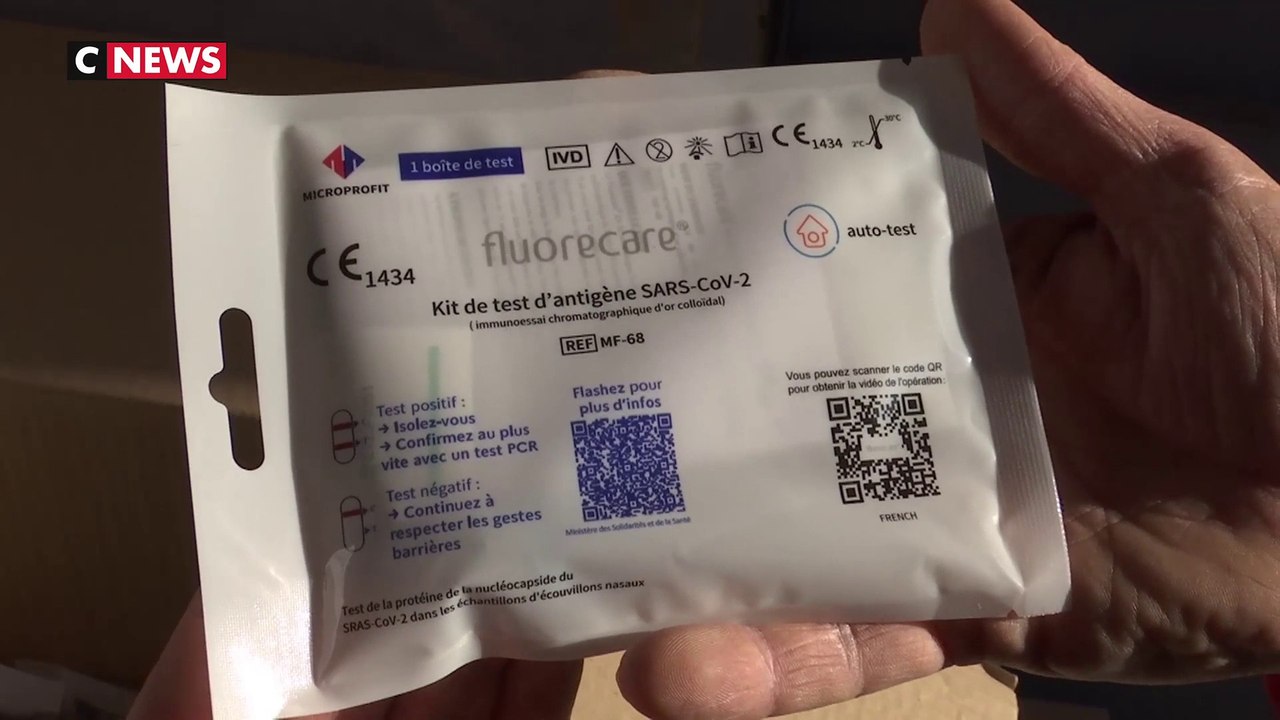 C NEWS
MICROPROFIT
1 boîte de test
IVD
CE 1434
2°C
30°C
CE 1434
fluorecare®
auto-test
Kit de test d'antigène SARS-CoV-2
( immunoessai chromatographique d'or colloïdal)
REF MF-68
Test positif :
→ Isolez-vous
→ Confirmez au plus
vite avec un test PCR
Test négatif :
→ Continuez à
respecter les gestes
barrières
Flashez pour
plus d'infos
Ministère des Solidarités et de la Santé
Vous pouvez scanner le code QR
pour obtenir la vidéo de l'opération:
FRENCH
Test de la protéine de la nucléocapside du
SRAS-CoV-2 dans les échantillons d'écouvillons nasaux